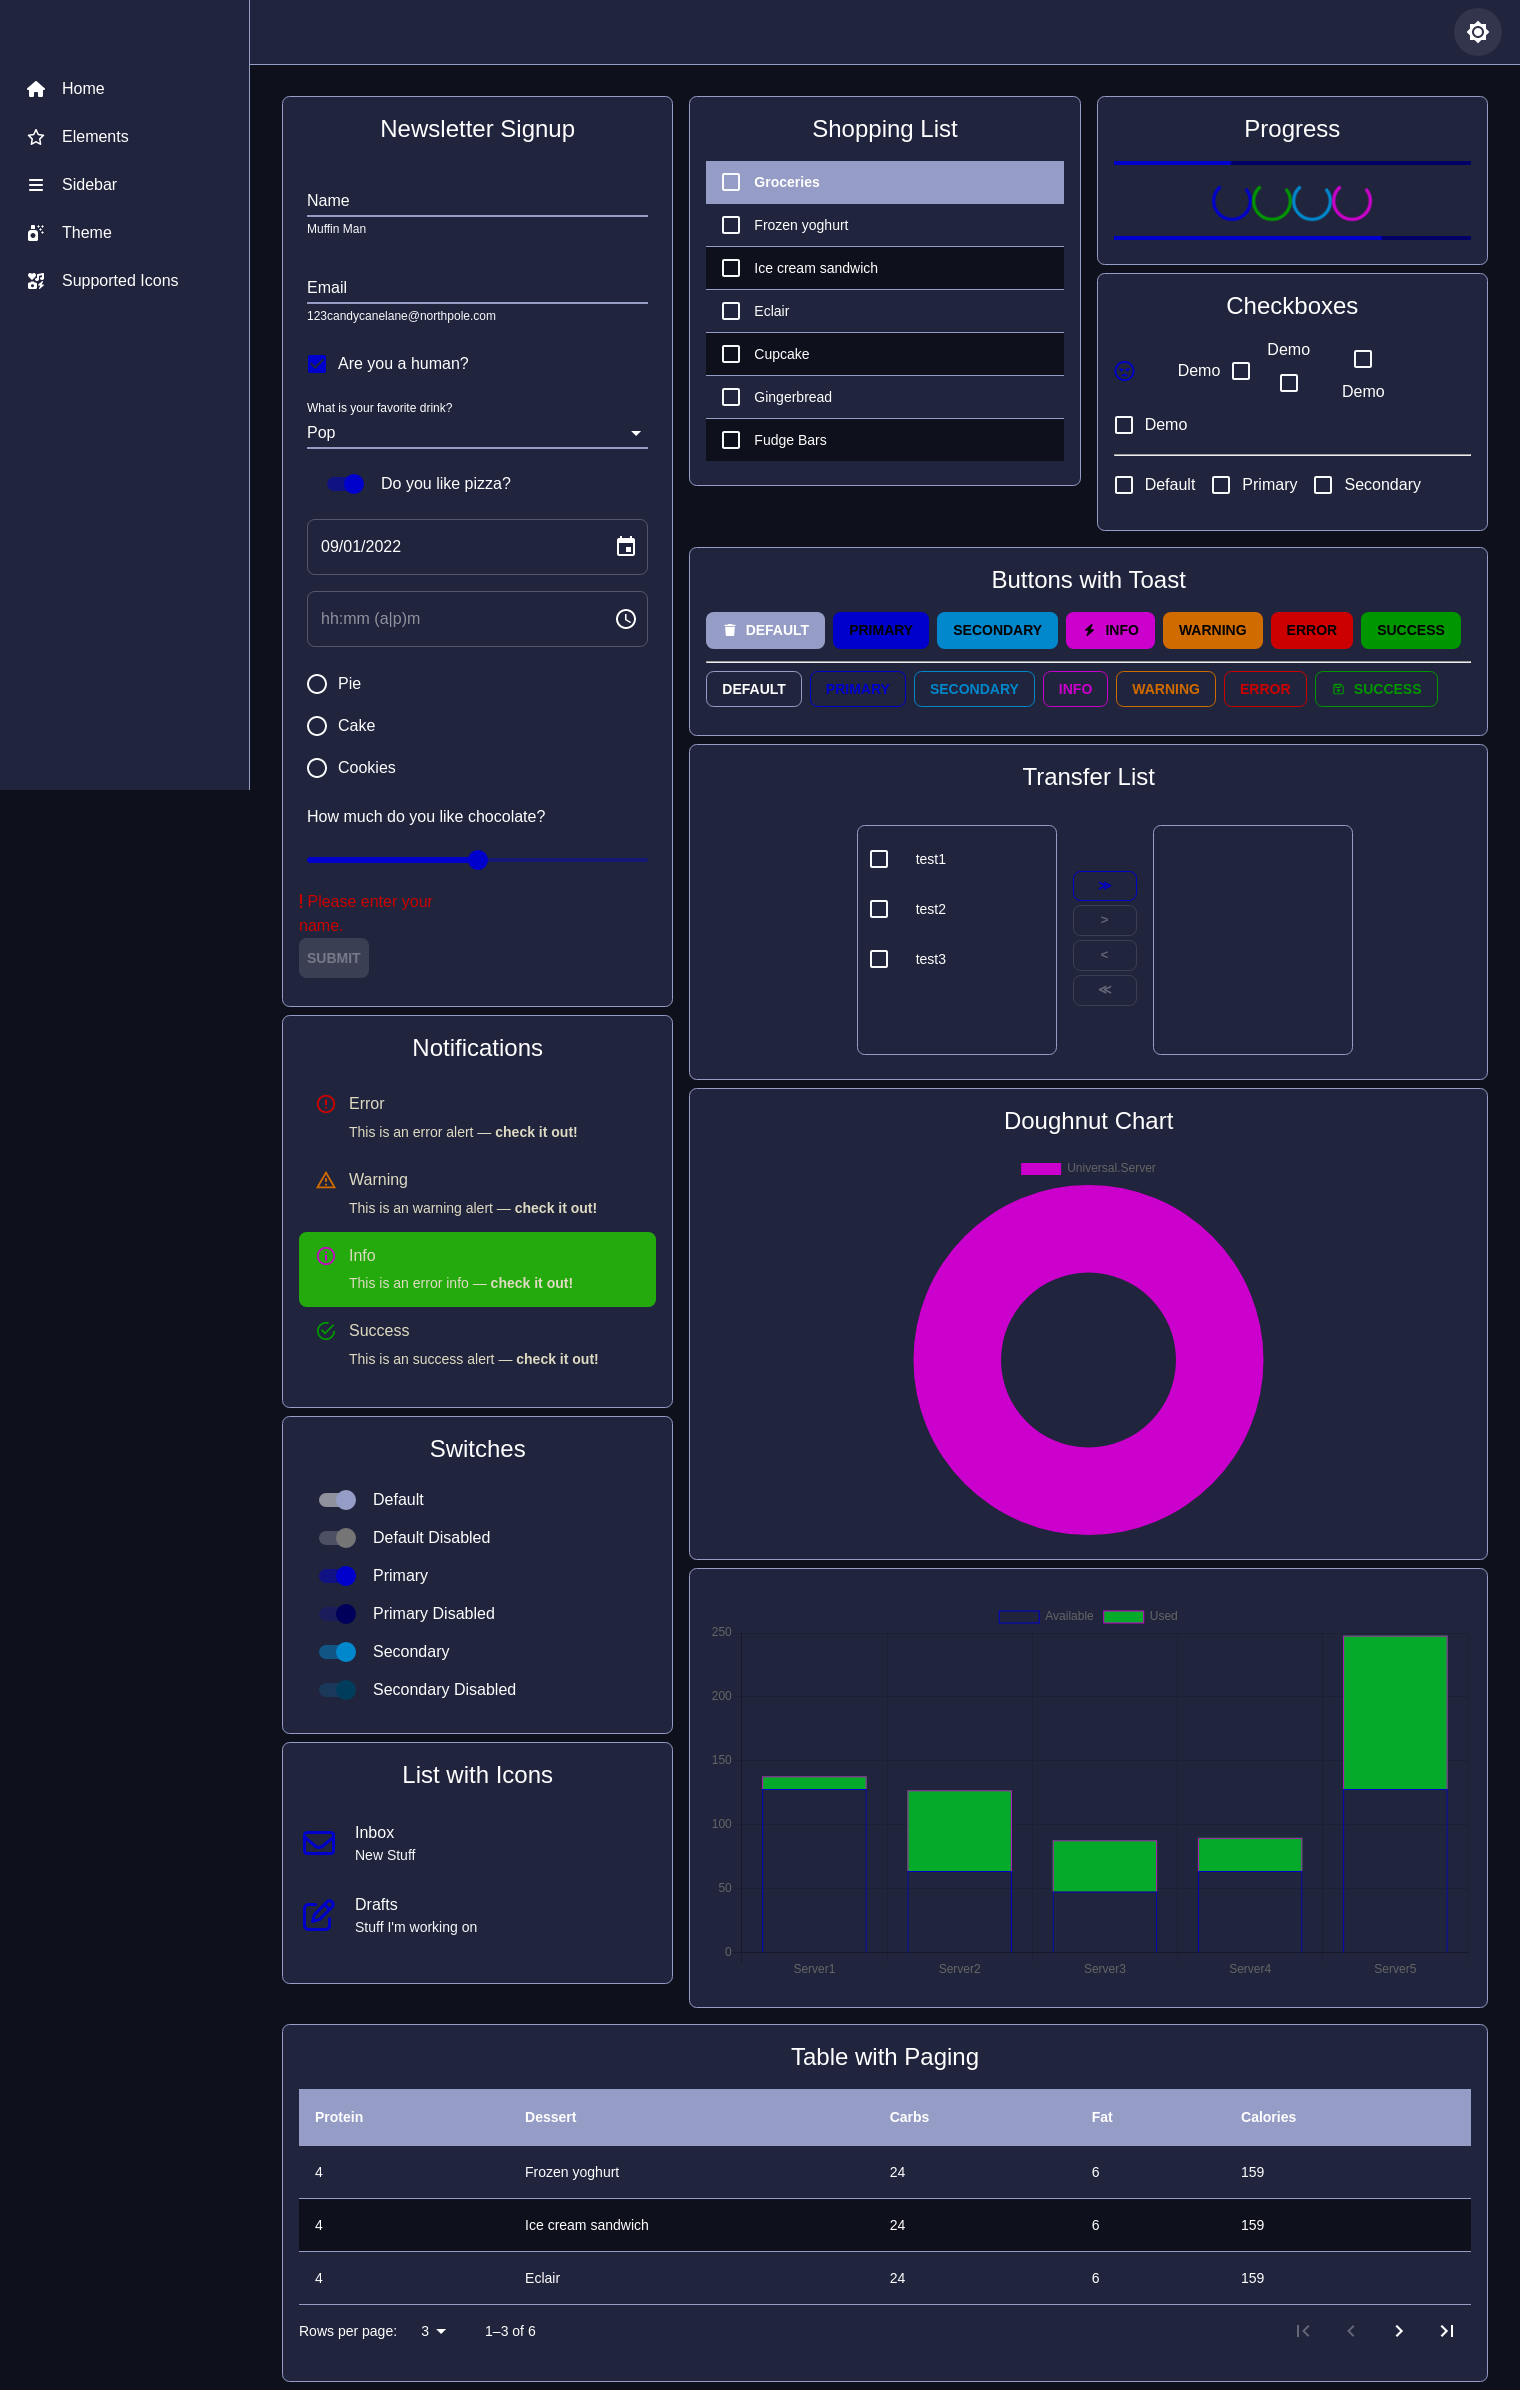 Home
Elements
Sidebar
Theme
Supported Icons
Newsletter Signup
Name
Muffin Man
Email
123candycanelane@northpole.com
Are you a human?
What is your favorite drink?
Pop
Do you like pizza?
09/01/2022
hh:mm (a|p)m
Pie
Cake
Cookies
How much do you like chocolate?
! Please enter your
name.
SUBMIT
Shopping List
Groceries
Frozen yoghurt
Ice cream sandwich
Eclair
Cupcake
Gingerbread
Fudge Bars
Progress
Checkboxes
Demo
Demo
Demo
Demo
Default Primary Secondary
Buttons with Toast
DEFAULT PRIMARY SECONDARY INFO WARNING ERROR SUCCESS
DEFAULT PRIMARY SECONDARY INFO WARNING ERROR SUCCESS
Transfer List
test1
test2
test3
≫
>
<
≪
Notifications
Error
This is an error alert — check it out!
Warning
This is an warning alert — check it out!
Info
This is an error info — check it out!
Success
This is an success alert — check it out!
Doughnut Chart
Universal.Server
Switches
Default
Default Disabled
Primary
Primary Disabled
Secondary
Secondary Disabled
List with Icons
Inbox
New Stuff
Drafts
Stuff I'm working on
Available Used
250
200
150
100
50
0
Server1 Server2 Server3 Server4 Server5
Table with Paging
Protein Dessert Carbs Fat Calories
4 Frozen yoghurt 24 6 159
4 Ice cream sandwich 24 6 159
4 Eclair 24 6 159
Rows per page: 3 1–3 of 6